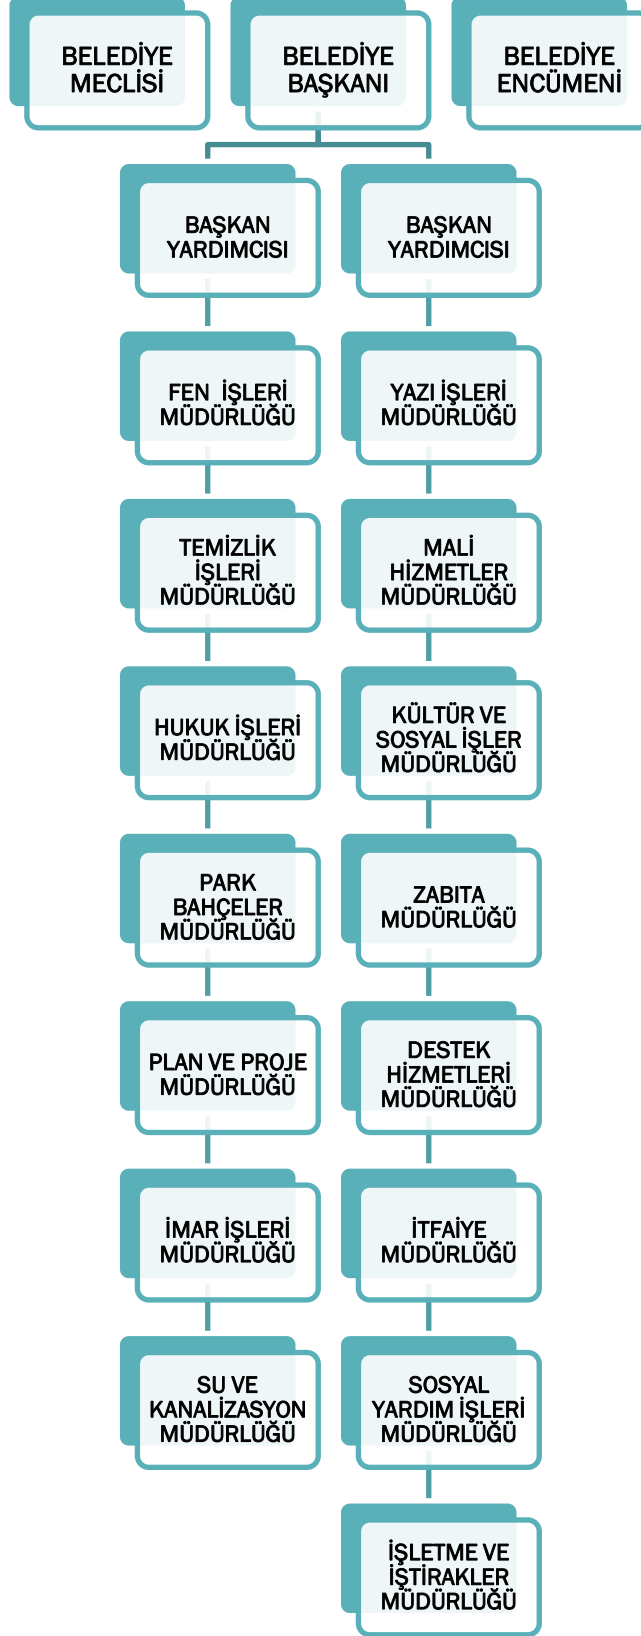 BELEDİYE
MECLİSİ
BELEDİYE
BAŞKANI
BELEDİYE
ENCÜMENİ
BAŞKAN
YARDIMCISI
BAŞKAN
YARDIMCISI
FEN İŞLERİ
MÜDÜRLÜĞÜ
YAZI İŞLERİ
MÜDÜRLÜĞÜ
TEMİZLİK
İŞLERİ
MÜDÜRLÜĞÜ
MALİ
HİZMETLER
MÜDÜRLÜĞÜ
HUKUK İŞLERİ
MÜDÜRLÜĞÜ
KÜLTÜR VE
SOSYAL İŞLER
MÜDÜRLÜĞÜ
PARK
BAHÇELER
MÜDÜRLÜĞÜ
ZABITA
MÜDÜRLÜĞÜ
PLAN VE PROJE
MÜDÜRLÜĞÜ
DESTEK
HİZMETLERİ
MÜDÜRLÜĞÜ
İMAR İŞLERİ
MÜDÜRLÜĞÜ
İTFAİYE
MÜDÜRLÜĞÜ
SU VE
KANALİZASYON
MÜDÜRLÜĞÜ
SOSYAL
YARDIM İŞLERİ
MÜDÜRLÜĞÜ
İŞLETME VE
İŞTİRAKLER
MÜDÜRLÜĞÜ